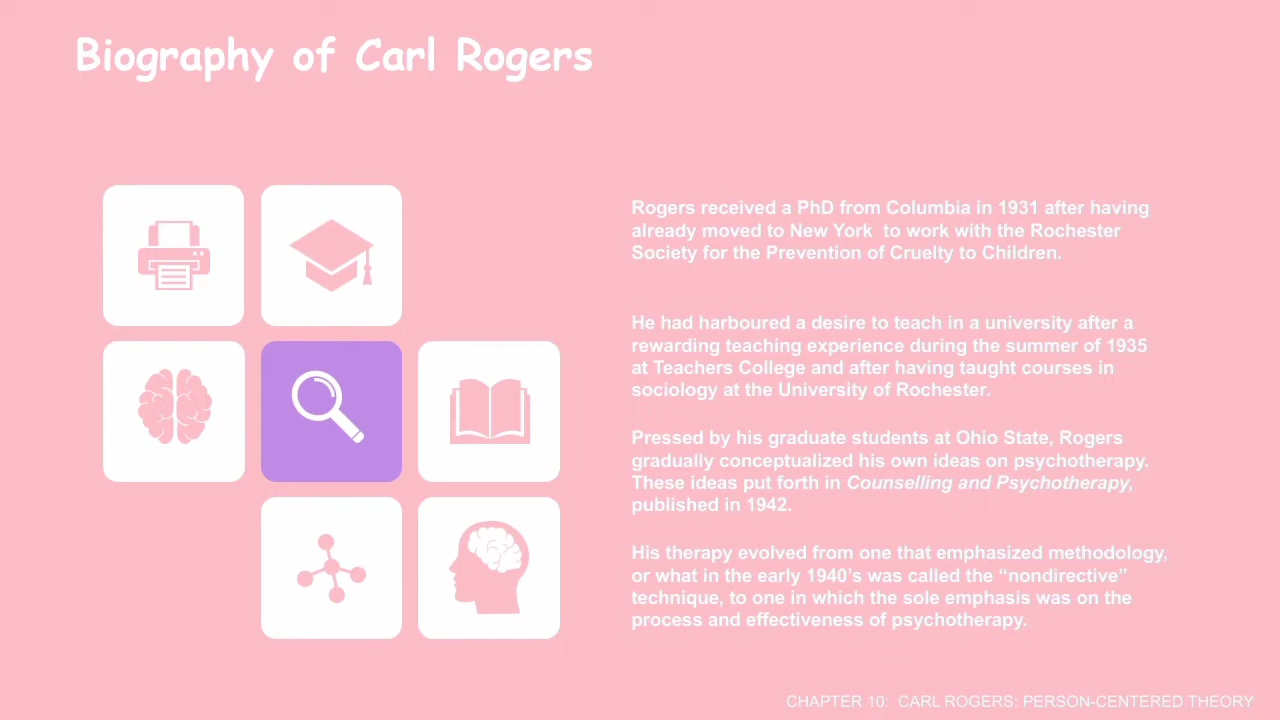 Biography of Carl Rogers
Rogers received a PhD from Columbia in 1931 after having
already moved to New York  to work with the Rochester
Society for the Prevention of Cruelty to Children.
He had harboured a desire to teach in a university after a
rewarding teaching experience during the summer of 1935
at Teachers College and after having taught courses in
sociology at the University of Rochester.
Pressed by his graduate students at Ohio State, Rogers
gradually conceptualized his own ideas on psychotherapy.
These ideas put forth in Counselling and Psychotherapy,
published in 1942.
His therapy evolved from one that emphasized methodology,
or what in the early 1940’s was called the “nondirective”
technique, to one in which the sole emphasis was on the
process and effectiveness of psychotherapy.
CHAPTER 10:  CARL ROGERS: PERSON-CENTERED THEORY